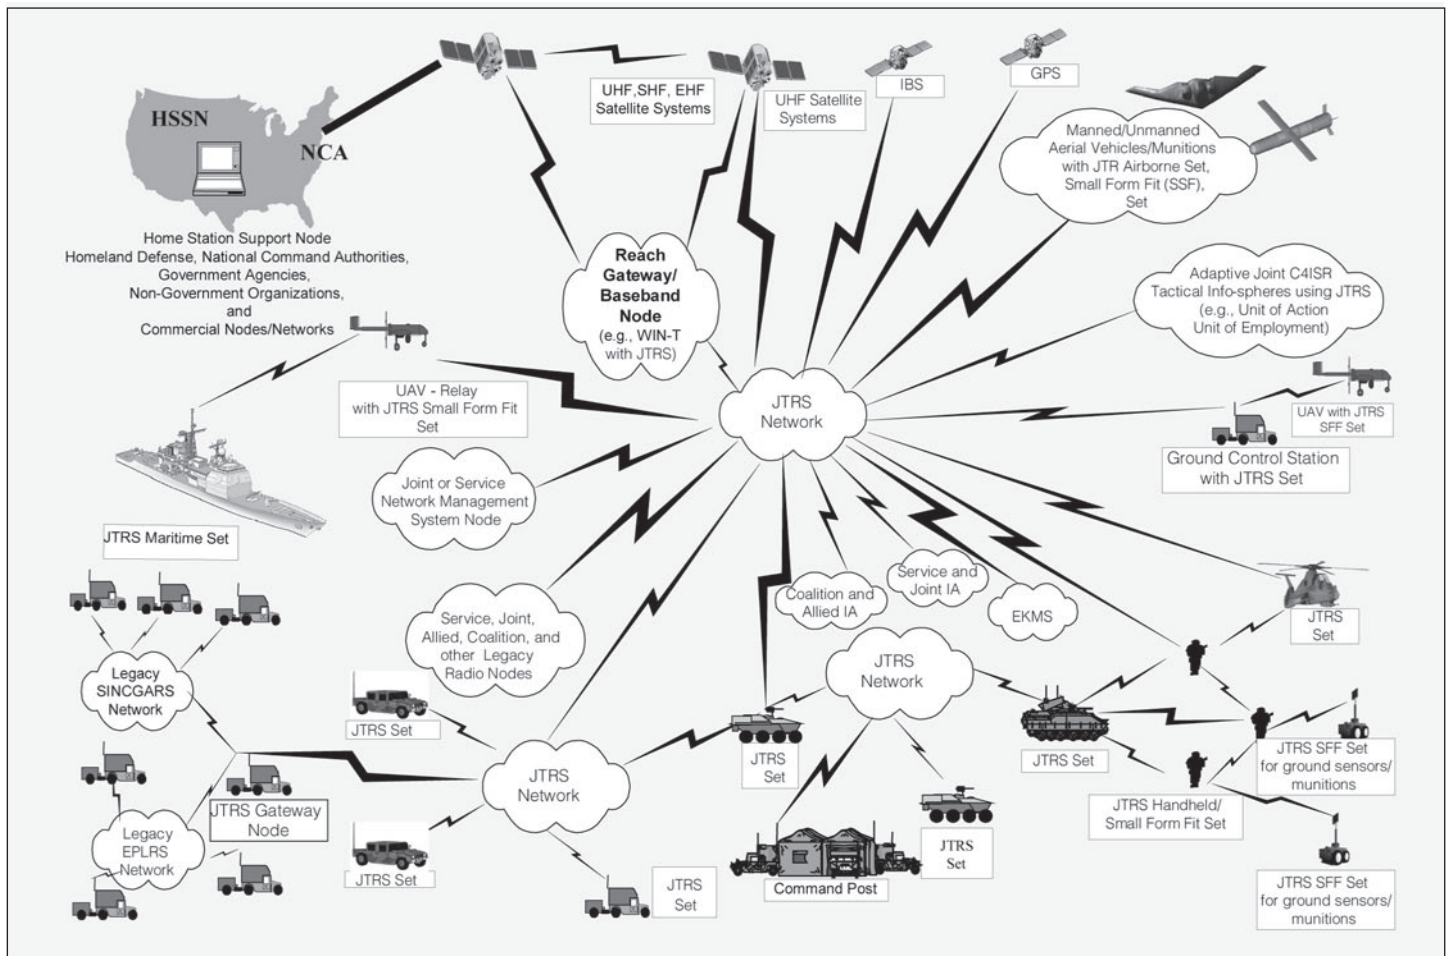 HSSN
NCA
Home Station Support Node
Homeland Defense, National Command Authorities,
Government Agencies,
Non-Government Organizations,
and
Commercial Nodes/Networks
UHF,SHF, EHF
Satellite Systems
UHF Satellite
Systems
IBS
GPS
Manned/Unmanned
Aerial Vehicles/Munitions
with JTR Airborne Set,
Small Form Fit (SSF),
Set
Reach
Gateway/
Baseband
Node
(e.g., WIN-T
with JTRS)
Adaptive Joint C4ISR
Tactical Info-spheres using JTRS
(e.g., Unit of Action
Unit of Employment)
UAV - Relay
with JTRS Small Form Fit
Set
JTRS
Network
UAV with JTRS
SFF Set
Ground Control Station
with JTRS Set
Joint or Service
Network Management
System Node
JTRS Maritime Set
Service, Joint,
Allied, Coalition, and
other Legacy
Radio Nodes
Coalition and
Allied IA
Service and
Joint IA
EKMS
JTRS
Set
Legacy
SINCGARS
Network
JTRS Set
JTRS
Network
JTRS
Network
JTRS
Set
JTRS Set
JTRS SFF Set
for ground sensors/
munitions
JTRS Gateway
Node
JTRS Handheld/
Small Form Fit Set
Legacy
EPLRS
Network
JTRS Set
JTRS
Set
Command Post
JTRS
Set
JTRS SFF Set
for ground sensors/
munitions